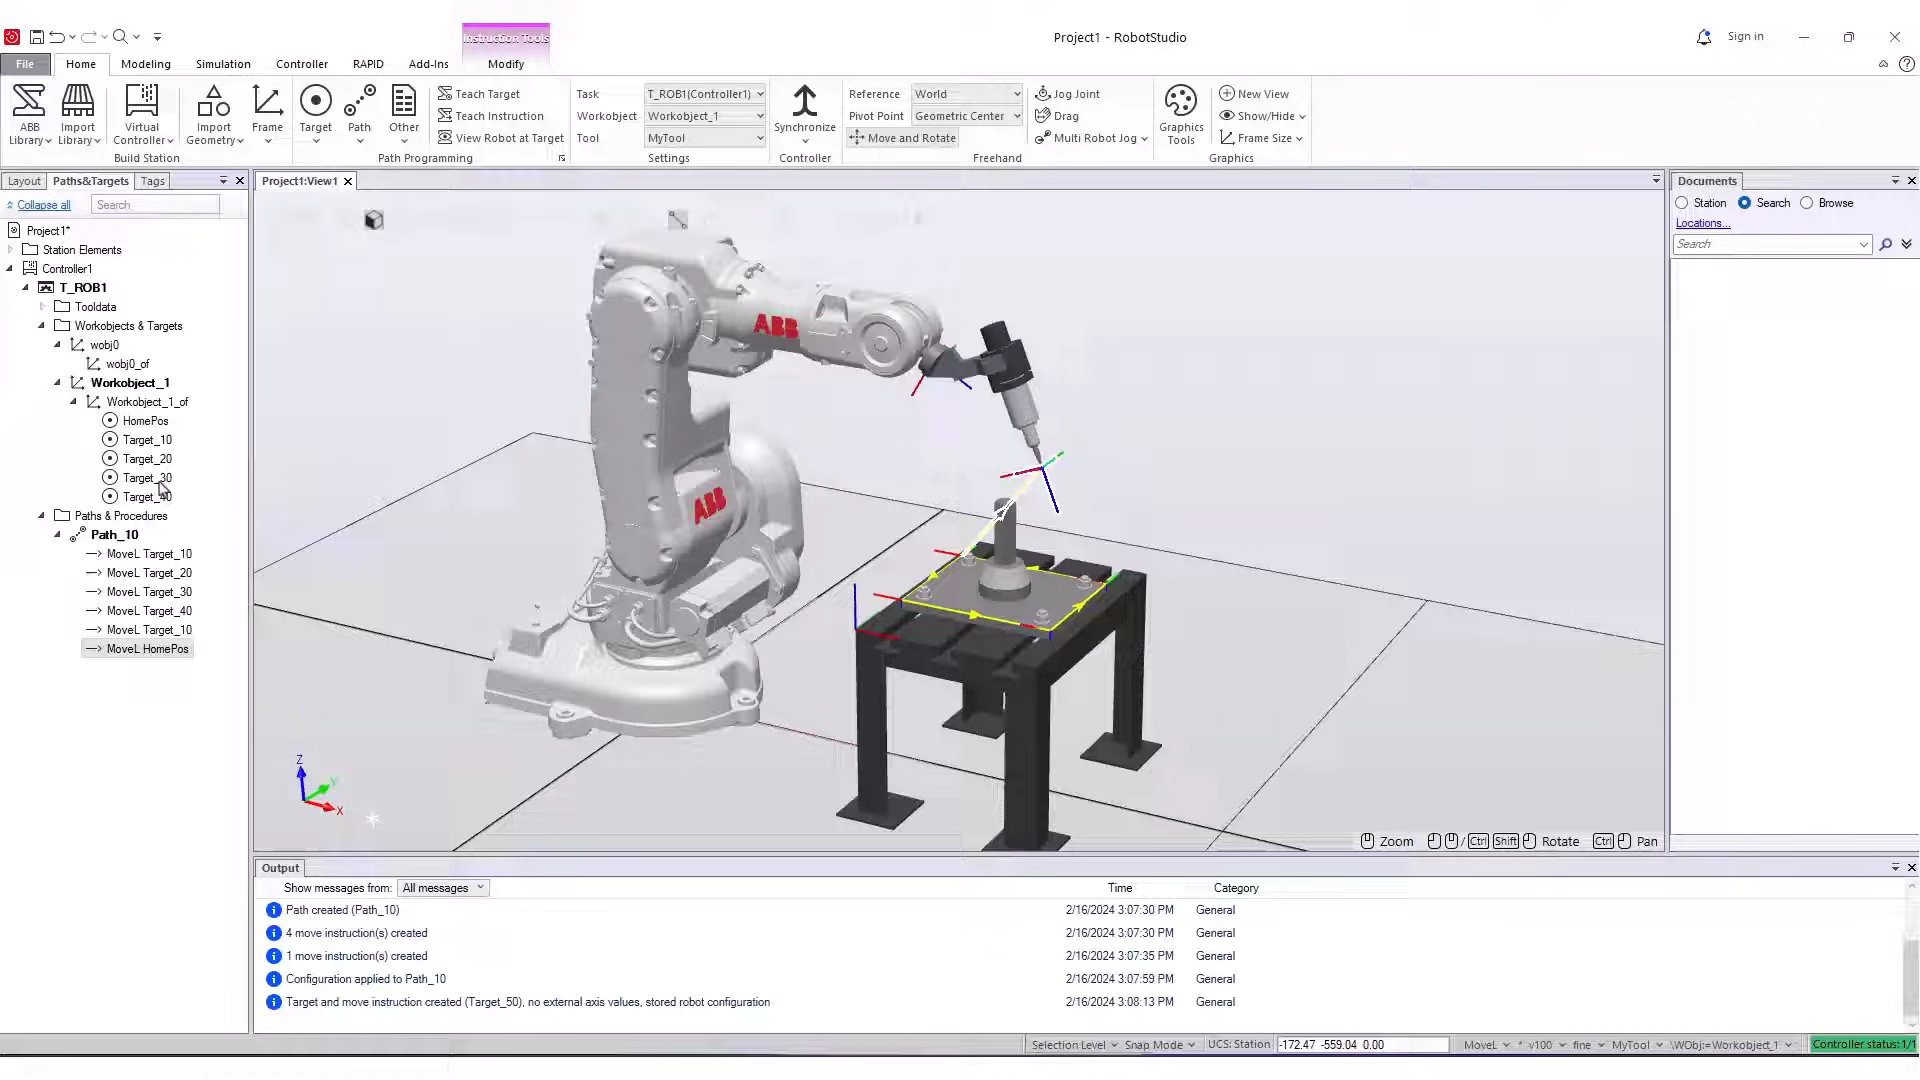 Instruction Tools
Project1 - RobotStudio
Sign in
File
Home
Modeling
Simulation
Controller
RAPID
Add-Ins
Modify
ABB Library
Import Library
Virtual Controller
Import Geometry
Frame
Build Station
Target
Path
Other
Teach Target
Teach Instruction
View Robot at Target
Path Programming
Task T_ROB1(Controller1)
Workobject Workobject_1
Tool MyTool
Settings
Synchronize
Controller
Reference World
Pivot Point Geometric Center
Move and Rotate
Jog Joint
Drag
Multi Robot Jog
Freehand
Graphics Tools
New View
Show/Hide
Frame Size
Graphics
Layout
Paths&Targets
Tags
Collapse all
Search
Project1*
Station Elements
Controller1
T_ROB1
Tooldata
Workobjects & Targets
wobj0
wobj0_of
Workobject_1
Workobject_1_of
HomePos
Target_10
Target_20
Target_30
Target_40
Paths & Procedures
Path_10
MoveL Target_10
MoveL Target_20
MoveL Target_30
MoveL Target_40
MoveL Target_10
MoveL HomePos
Project1:View1
ABB
ABB
Z
Y
X
Zoom
/ Ctrl Shift Rotate
Ctrl Pan
Documents
Station Search Browse
Locations...
Search
Output
Show messages from: All messages Time Category
Path created (Path_10) 2/16/2024 3:07:30 PM General
4 move instruction(s) created 2/16/2024 3:07:30 PM General
1 move instruction(s) created 2/16/2024 3:07:35 PM General
Configuration applied to Path_10 2/16/2024 3:07:59 PM General
Target and move instruction created (Target_50), no external axis values, stored robot configuration 2/16/2024 3:08:13 PM General
Selection Level Snap Mode UCS: Station -172.47 -559.04 0.00 MoveL * v100 fine MyTool \WObj:=Workobject_1 Controller status: 1/1